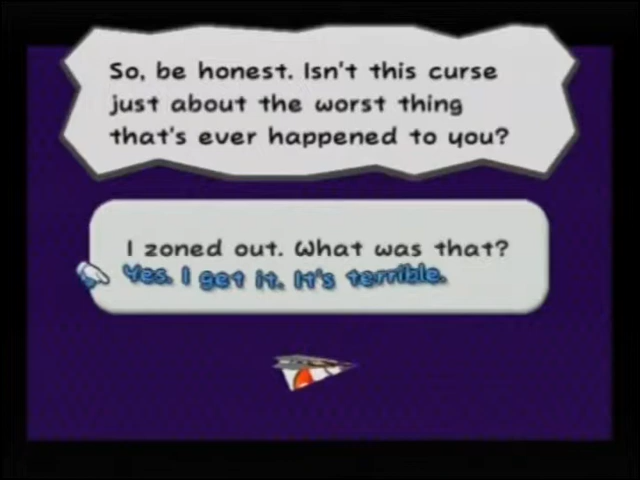 So, be honest. Isn't this curse
just about the worst thing
that's ever happened to you?
I zoned out. What was that?
Yes. I get it. It's terrible.